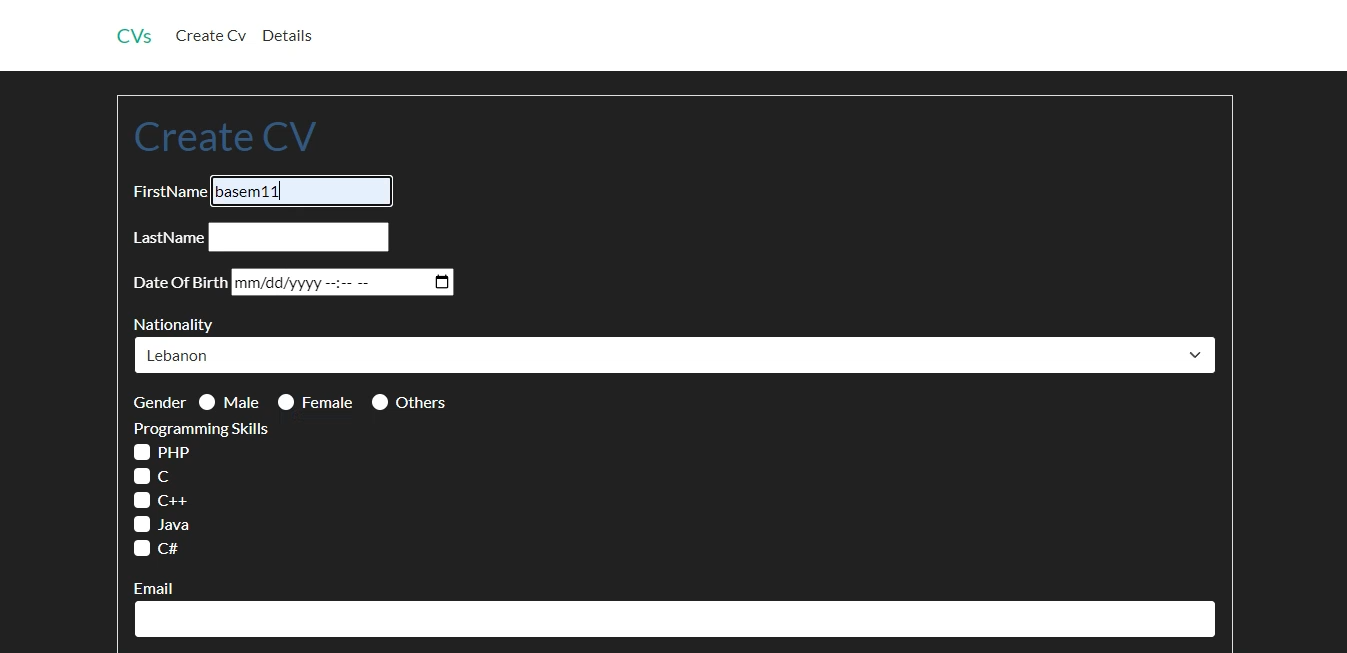 CVs Create Cv Details
Create CV
FirstName basem11
LastName
Date Of Birth mm/dd/yyyy --:-- --
Nationality
Lebanon
Gender Male Female Others
Programming Skills
PHP
C
C++
Java
C#
Email